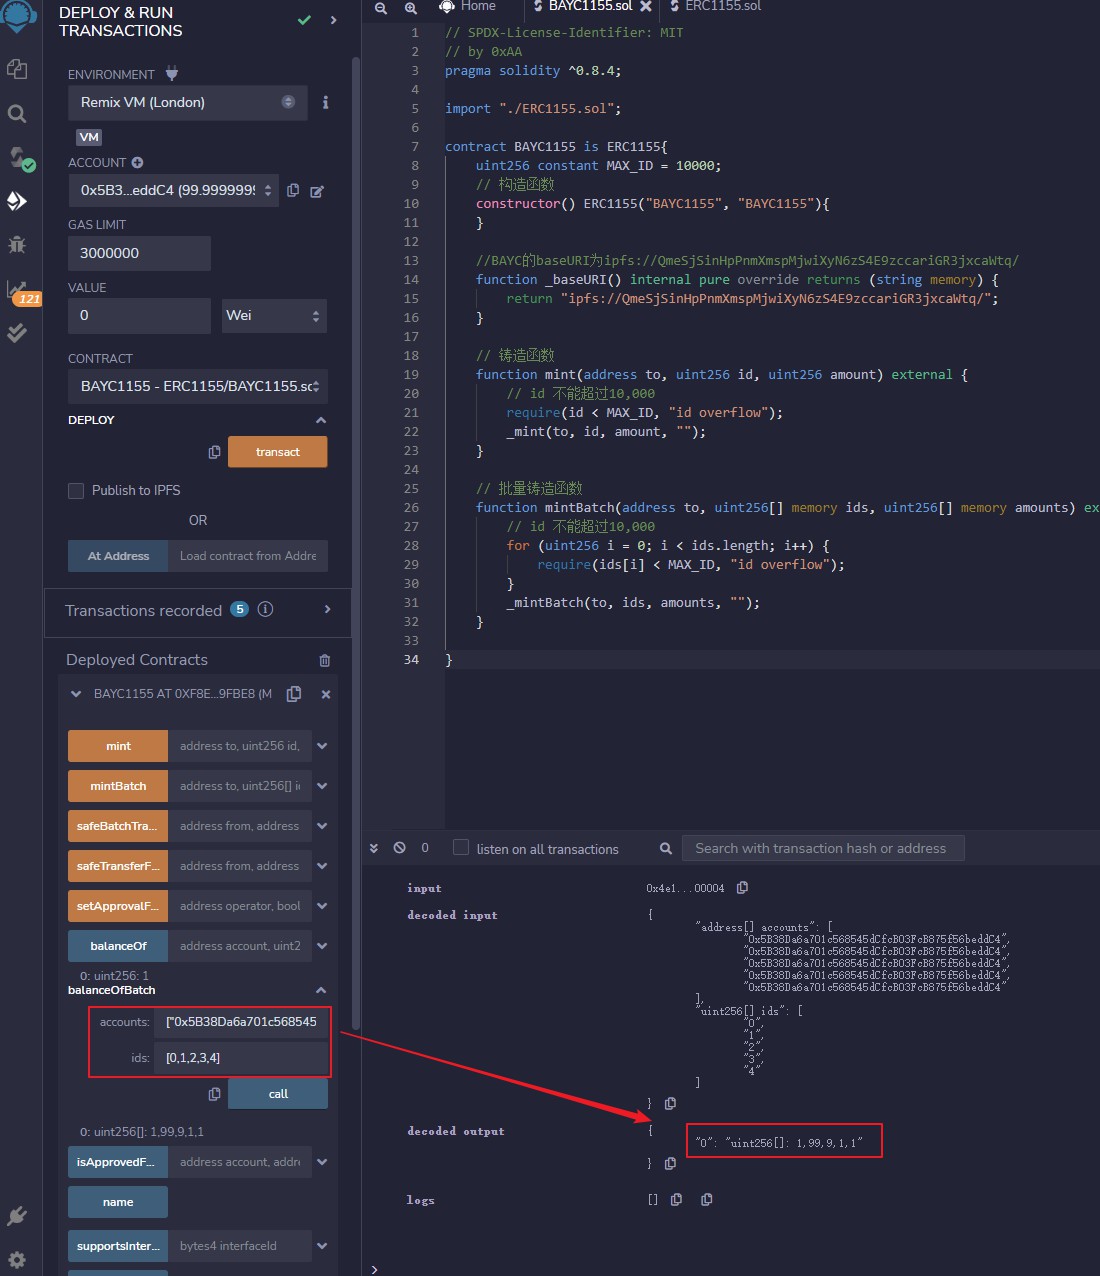 DEPLOY & RUN
TRANSACTIONS
ENVIRONMENT
Remix VM (London)
VM
ACCOUNT
0x5B3...eddC4 (99.9999999
GAS LIMIT
3000000
VALUE
0
Wei
CONTRACT
BAYC1155 - ERC1155/BAYC1155.so
DEPLOY
transact
Publish to IPFS
OR
At Address
Load contract from Addre
Transactions recorded 5
Deployed Contracts
BAYC1155 AT 0XF8E...9FBE8 (M
mint
address to, uint256 id,
mintBatch
address to, uint256[] i
safeBatchTra...
address from, address
safeTransferF...
address from, address
setApprovalF...
address operator, bool
balanceOf
address account, uint2
0: uint256: 1
balanceOfBatch
accounts:
["0x5B38Da6a701c568545
ids:
[0,1,2,3,4]
call
0: uint256[]: 1,99,9,1,1
isApprovedF...
address account, addre
name
supportsInter...
bytes4 interfaceId
121
Home
BAYC1155.sol
ERC1155.sol
1 // SPDX-License-Identifier: MIT
2 // by 0xAA
3 pragma solidity ^0.8.4;
4
5 import "./ERC1155.sol";
6
7 contract BAYC1155 is ERC1155{
8 uint256 constant MAX_ID = 10000;
9 // 构造函数
10 constructor() ERC1155("BAYC1155", "BAYC1155"){
11 }
12
13 //BAYC的baseURI为ipfs://QmeSjSinHpPnmXmspMjwiXyN6zS4E9zccariGR3jxcaWtq/
14 function _baseURI() internal pure override returns (string memory) {
15 return "ipfs://QmeSjSinHpPnmXmspMjwiXyN6zS4E9zccariGR3jxcaWtq/";
16 }
17
18 // 铸造函数
19 function mint(address to, uint256 id, uint256 amount) external {
20 // id 不能超过10,000
21 require(id < MAX_ID, "id overflow");
22 _mint(to, id, amount, "");
23 }
24
25 // 批量铸造函数
26 function mintBatch(address to, uint256[] memory ids, uint256[] memory amounts) ex
27 // id 不能超过10,000
28 for (uint256 i = 0; i < ids.length; i++) {
29 require(ids[i] < MAX_ID, "id overflow");
30 }
31 _mintBatch(to, ids, amounts, "");
32 }
33
34 }
0
listen on all transactions
Search with transaction hash or address
input
0x4e1...00004
decoded input
{
"address[] accounts": [
"0x5B38Da6a701c568545dCfcB03FcB875f56beddC4",
"0x5B38Da6a701c568545dCfcB03FcB875f56beddC4",
"0x5B38Da6a701c568545dCfcB03FcB875f56beddC4",
"0x5B38Da6a701c568545dCfcB03FcB875f56beddC4",
"0x5B38Da6a701c568545dCfcB03FcB875f56beddC4"
],
"uint256[] ids": [
"0",
"1",
"2",
"3",
"4"
]
}
decoded output
{
"0": "uint256[]: 1,99,9,1,1"
}
logs
[]
>